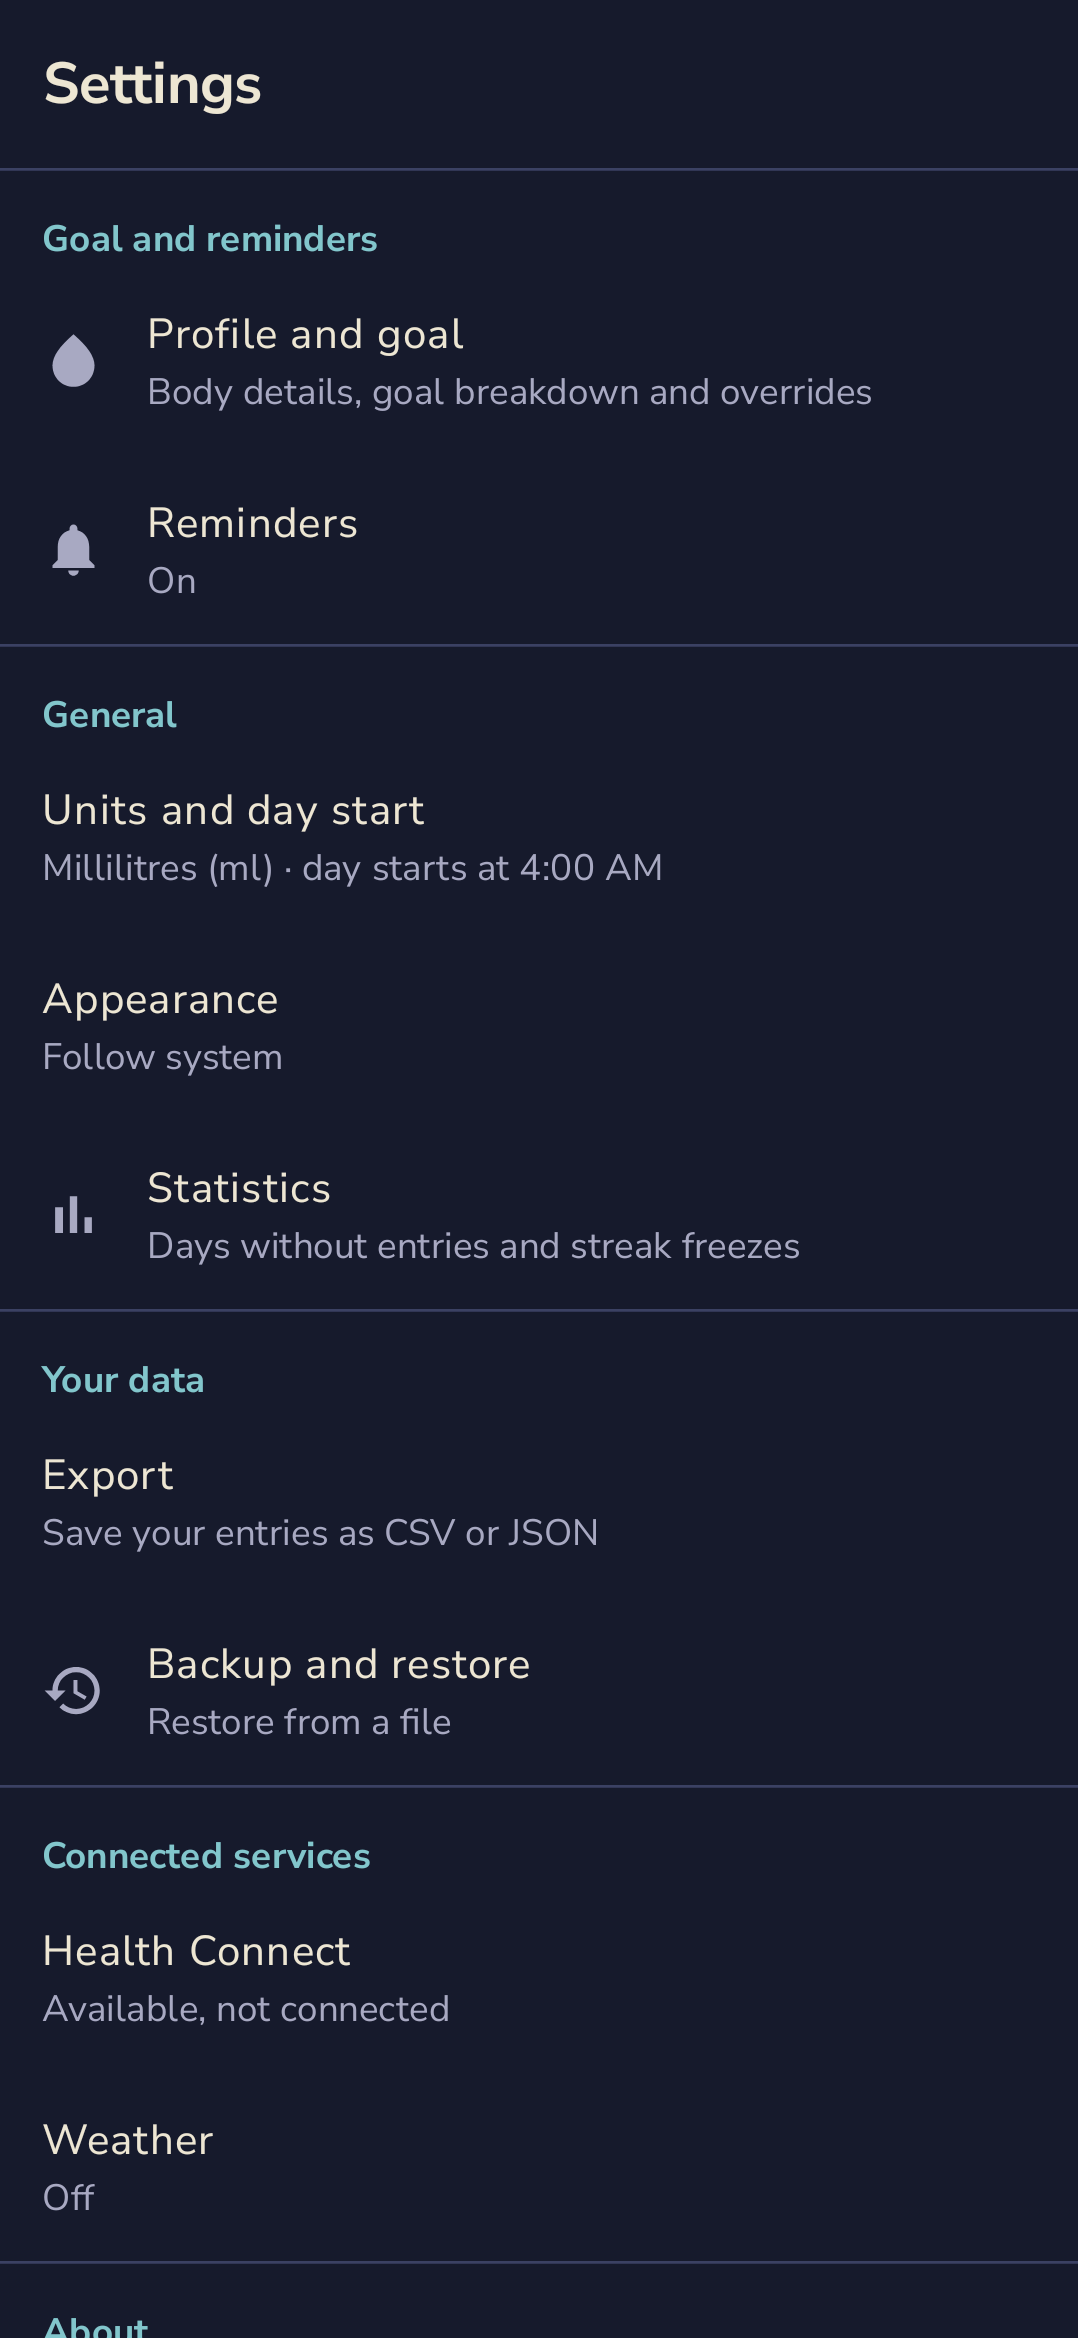 Settings
Goal and reminders
Profile and goal
Body details, goal breakdown and overrides
Reminders
On
General
Units and day start
Millilitres (ml) · day starts at 4:00 AM
Appearance
Follow system
Statistics
Days without entries and streak freezes
Your data
Export
Save your entries as CSV or JSON
Backup and restore
Restore from a file
Connected services
Health Connect
Available, not connected
Weather
Off
About